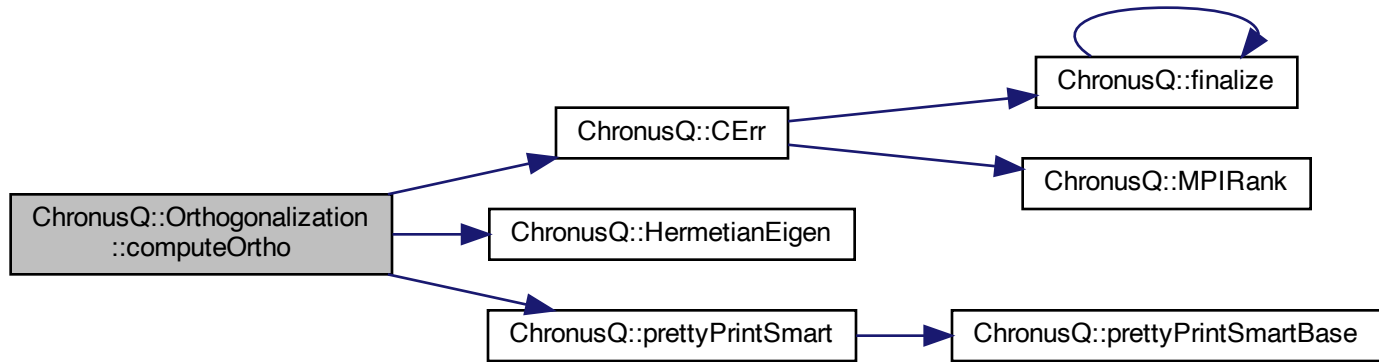 ChronusQ::finalize
ChronusQ::CErr
ChronusQ::MPIRank
ChronusQ::Orthogonalization
::computeOrtho
ChronusQ::HermetianEigen
ChronusQ::prettyPrintSmart
ChronusQ::prettyPrintSmartBase